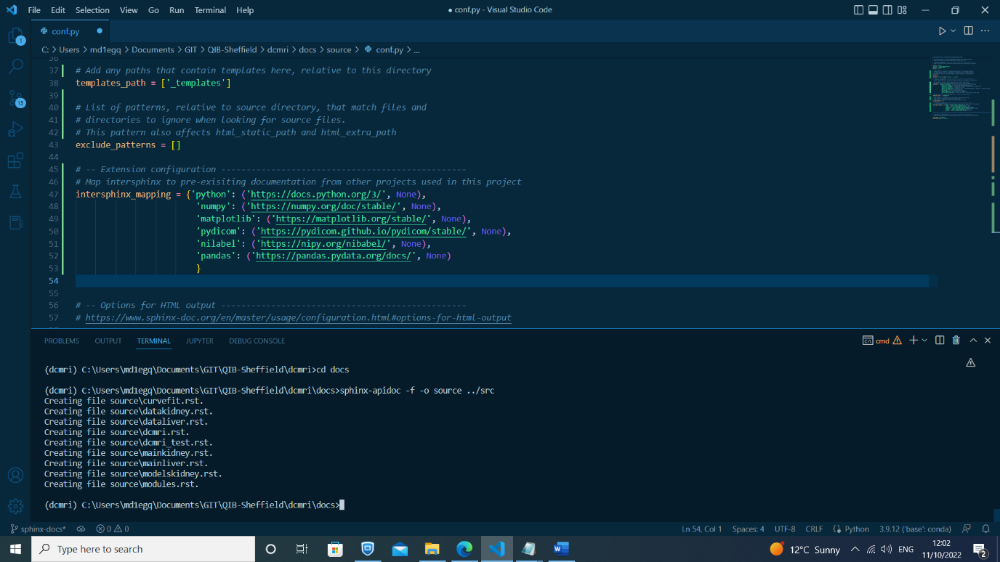 File Edit Selection View Go Run Terminal Help
● conf.py - Visual Studio Code
conf.py
C: > Users > md1egq > Documents > GIT > QIB-Sheffield > dcmri > docs > source > conf.py > ...
36
37 # Add any paths that contain templates here, relative to this directory
38 templates_path = ['_templates']
39
40 # List of patterns, relative to source directory, that match files and
41 # directories to ignore when looking for source files.
42 # This pattern also affects html_static_path and html_extra_path
43 exclude_patterns = []
44
45 # -- Extension configuration -------------------------------------------------
46 # Map intersphinx to pre-exisiting documentation from other projects used in this project
47 intersphinx_mapping = {'python': ('https://docs.python.org/3/', None),
48 'numpy': ('https://numpy.org/doc/stable/', None),
49 'matplotlib': ('https://matplotlib.org/stable/', None),
50 'pydicom': ('https://pydicom.github.io/pydicom/stable/', None),
51 'nilabel': ('https://nipy.org/nibabel/', None),
52 'pandas': ('https://pandas.pydata.org/docs/', None)
53 }
54
55
56 # -- Options for HTML output -------------------------------------------------
57 # https://www.sphinx-doc.org/en/master/usage/configuration.html#options-for-html-output
1
13
PROBLEMS OUTPUT TERMINAL JUPYTER DEBUG CONSOLE
cmd
(dcmri) C:\Users\md1egq\Documents\GIT\QIB-Sheffield\dcmri>cd docs
(dcmri) C:\Users\md1egq\Documents\GIT\QIB-Sheffield\dcmri\docs>sphinx-apidoc -f -o source ../src
Creating file source\curvefit.rst.
Creating file source\datakidney.rst.
Creating file source\dataliver.rst.
Creating file source\dcmri.rst.
Creating file source\dcmri_test.rst.
Creating file source\mainkidney.rst.
Creating file source\mainliver.rst.
Creating file source\modelskidney.rst.
Creating file source\modules.rst.
(dcmri) C:\Users\md1egq\Documents\GIT\QIB-Sheffield\dcmri\docs>
sphinx-docs* 0 0 Ln 54, Col 1 Spaces: 4 UTF-8 CRLF Python 3.9.12 ('base': conda)
Type here to search
12°C Sunny ENG
12:02
11/10/2022
2